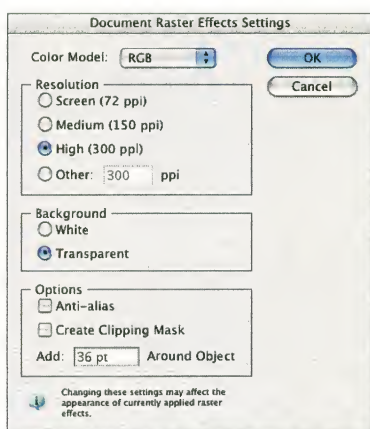 Document Raster Effects Settings
Color Model: RGB
OK
Cancel
Resolution
Screen (72 ppi)
Medium (150 ppi)
High (300 ppi)
Other: 300 ppi
Background
White
Transparent
Options
Anti-alias
Create Clipping Mask
Add: 36 pt Around Object
Changing these settings may affect the
appearance of currently applied raster
effects.